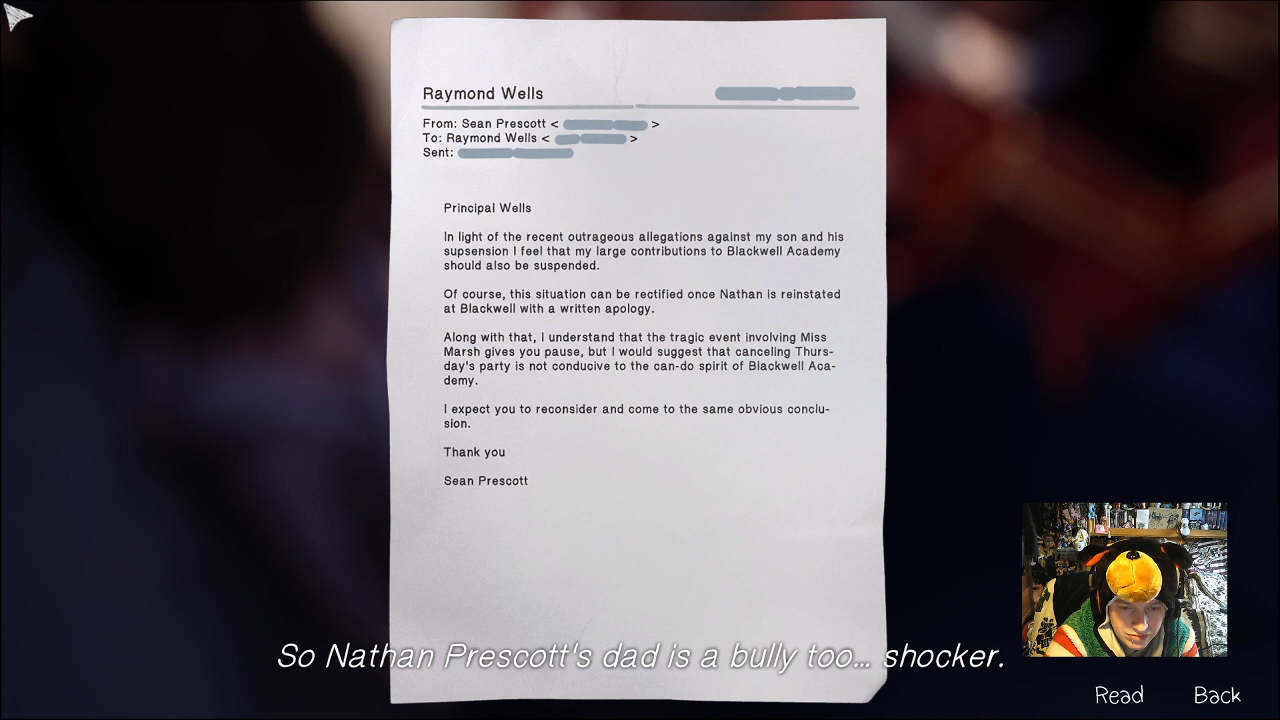 Raymond Wells
From: Sean Prescott < >
To: Raymond Wells < >
Sent:
Principal Wells
In light of the recent outrageous allegations against my son and his
supsension I feel that my large contributions to Blackwell Academy
should also be suspended.
Of course, this situation can be rectified once Nathan is reinstated
at Blackwell with a written apology.
Along with that, I understand that the tragic event involving Miss
Marsh gives you pause, but I would suggest that canceling Thurs-
day's party is not conducive to the can-do spirit of Blackwell Aca-
demy.
I expect you to reconsider and come to the same obvious conclu-
sion.
Thank you
Sean Prescott
So Nathan Prescott's dad is a bully too... shocker.
Read Back